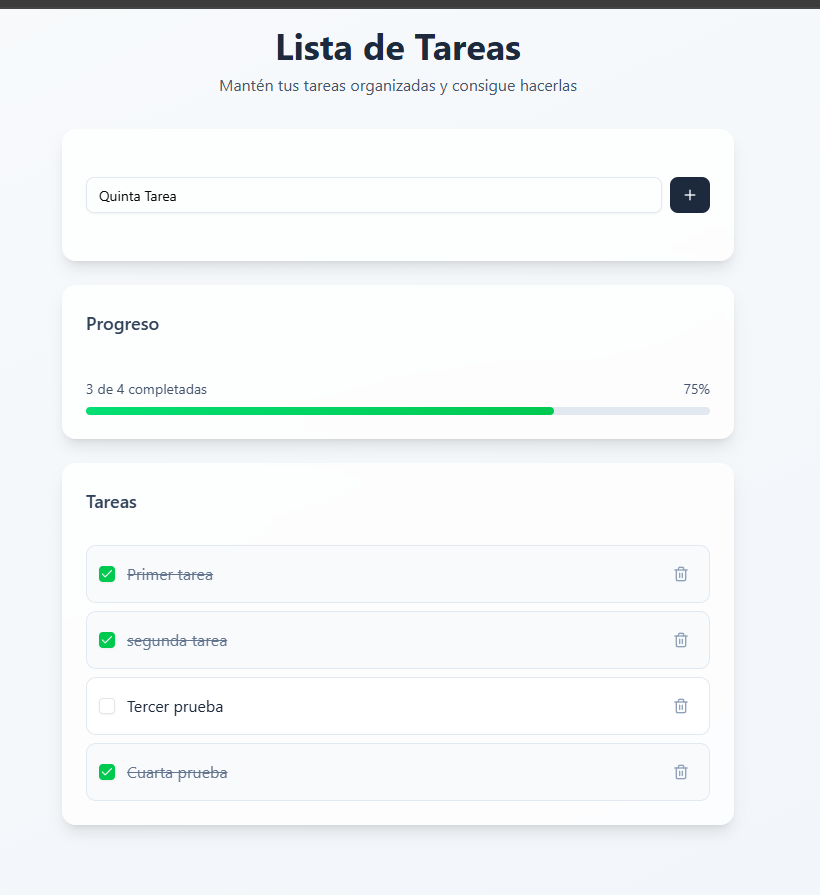 Lista de Tareas
Mantén tus tareas organizadas y consigue hacerlas
Quinta Tarea
+
Progreso
3 de 4 completadas 75%
Tareas
Primer tarea
segunda tarea
Tercer prueba
Cuarta prueba